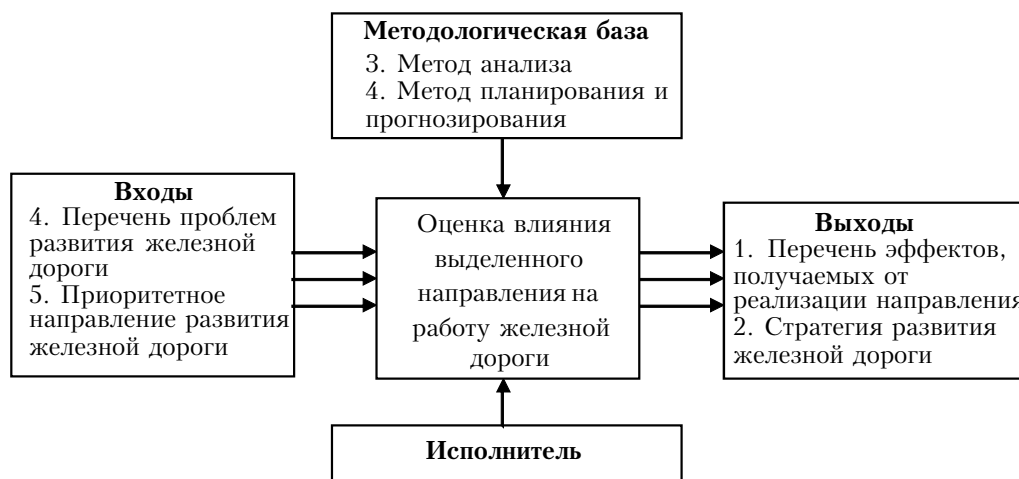 Методологическая база
3. Метод анализа
4. Метод планирования и
прогнозирования
Входы
4. Перечень проблем
развития железной
дороги
5. Приоритетное
направление развития
железной дороги
Оценка влияния
выделенного
направления на
работу железной
дороги
Выходы
1. Перечень эффектов,
получаемых от
реализации направления
2. Стратегия развития
железной дороги
Исполнитель